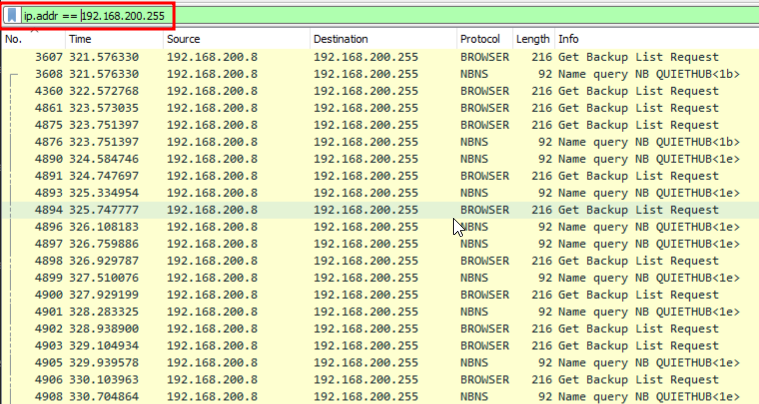 ip.addr == 192.168.200.255
No. Time Source Destination Protocol Length Info
3607 321.576330 192.168.200.8 192.168.200.255 BROWSER 216 Get Backup List Request
3608 321.576330 192.168.200.8 192.168.200.255 NBNS 92 Name query NB QUIETHUB<1b>
4360 322.572768 192.168.200.8 192.168.200.255 BROWSER 216 Get Backup List Request
4861 323.573035 192.168.200.8 192.168.200.255 BROWSER 216 Get Backup List Request
4875 323.751397 192.168.200.8 192.168.200.255 BROWSER 216 Get Backup List Request
4876 323.751397 192.168.200.8 192.168.200.255 NBNS 92 Name query NB QUIETHUB<1b>
4890 324.584746 192.168.200.8 192.168.200.255 NBNS 92 Name query NB QUIETHUB<1e>
4891 324.747697 192.168.200.8 192.168.200.255 BROWSER 216 Get Backup List Request
4893 325.334954 192.168.200.8 192.168.200.255 NBNS 92 Name query NB QUIETHUB<1e>
4894 325.747777 192.168.200.8 192.168.200.255 BROWSER 216 Get Backup List Request
4896 326.108183 192.168.200.8 192.168.200.255 NBNS 92 Name query NB QUIETHUB<1e>
4897 326.759886 192.168.200.8 192.168.200.255 NBNS 92 Name query NB QUIETHUB<1e>
4898 326.929787 192.168.200.8 192.168.200.255 BROWSER 216 Get Backup List Request
4899 327.510076 192.168.200.8 192.168.200.255 NBNS 92 Name query NB QUIETHUB<1e>
4900 327.929199 192.168.200.8 192.168.200.255 BROWSER 216 Get Backup List Request
4901 328.283325 192.168.200.8 192.168.200.255 NBNS 92 Name query NB QUIETHUB<1e>
4902 328.938900 192.168.200.8 192.168.200.255 BROWSER 216 Get Backup List Request
4903 329.104934 192.168.200.8 192.168.200.255 NBNS 92 Name query NB QUIETHUB<1e>
4905 329.939578 192.168.200.8 192.168.200.255 NBNS 92 Name query NB QUIETHUB<1e>
4906 330.103963 192.168.200.8 192.168.200.255 BROWSER 216 Get Backup List Request
4908 330.704864 192.168.200.8 192.168.200.255 NBNS 92 Name query NB QUIETHUB<1e>